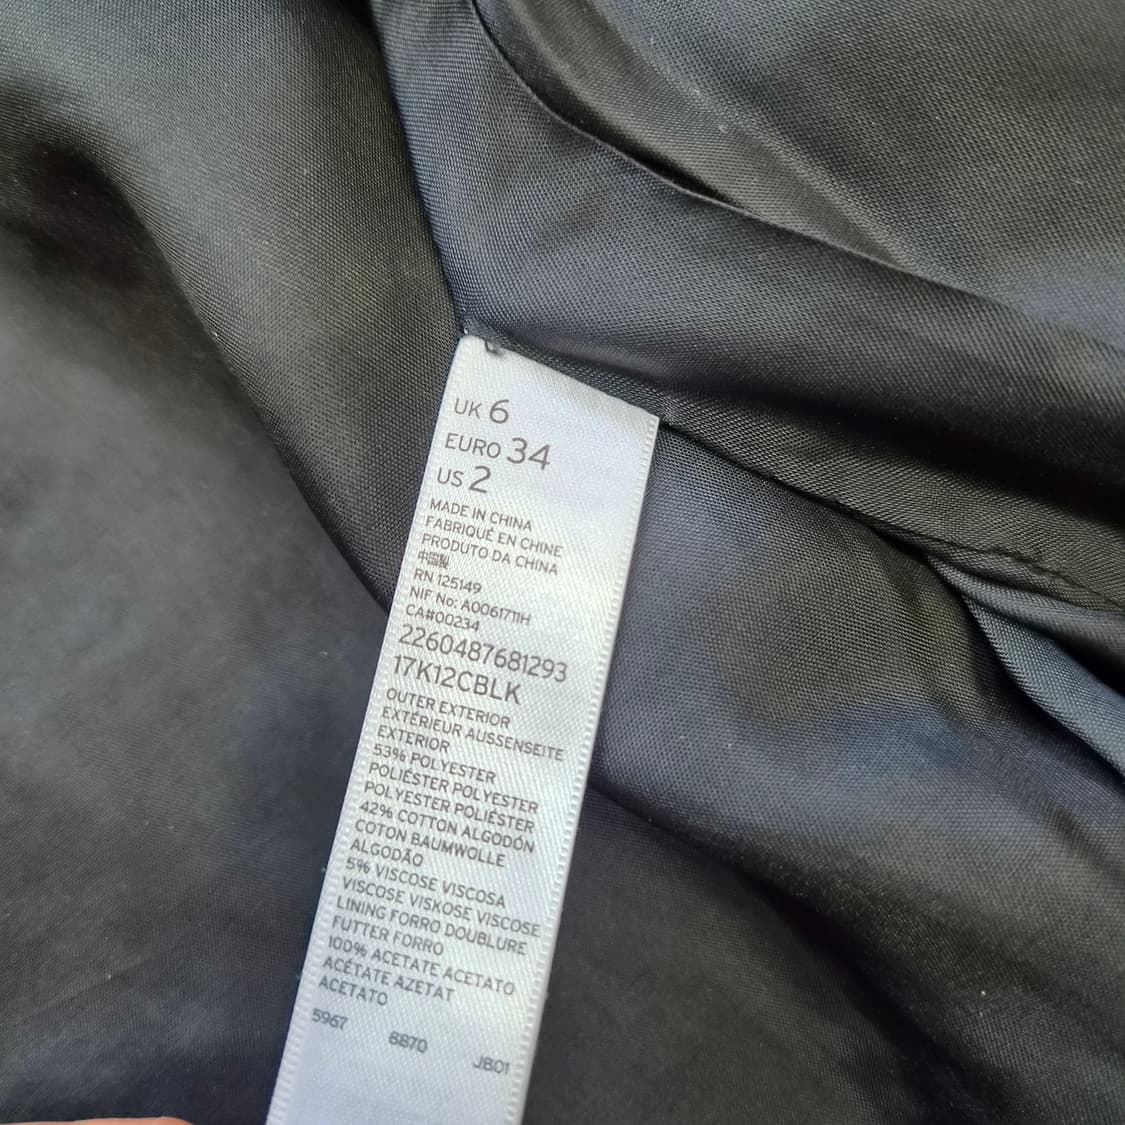 UK 6
EURO 34
US 2
MADE IN CHINA
FABRIQUÉ EN CHINE
PRODUTO DA CHINA
中国製
RN 125149
NIF No: A0061711H
CA#00234
2260487681293
17K12CBLK
OUTER EXTERIOR
EXTÉRIEUR AUSSENSEITE
EXTERIOR
53% POLYESTER
POLIÉSTER POLYESTER
POLYESTER POLIÉSTER
42% COTTON ALGODÓN
COTON BAUMWOLLE
ALGODÃO
5% VISCOSE VISCOSA
VISCOSE VISKOSE VISCOSE
LINING FORRO DOUBLURE
FUTTER FORRO
100% ACETATE ACETATO
ACÉTATE AZETAT
ACETATO
5967 8870 JB01